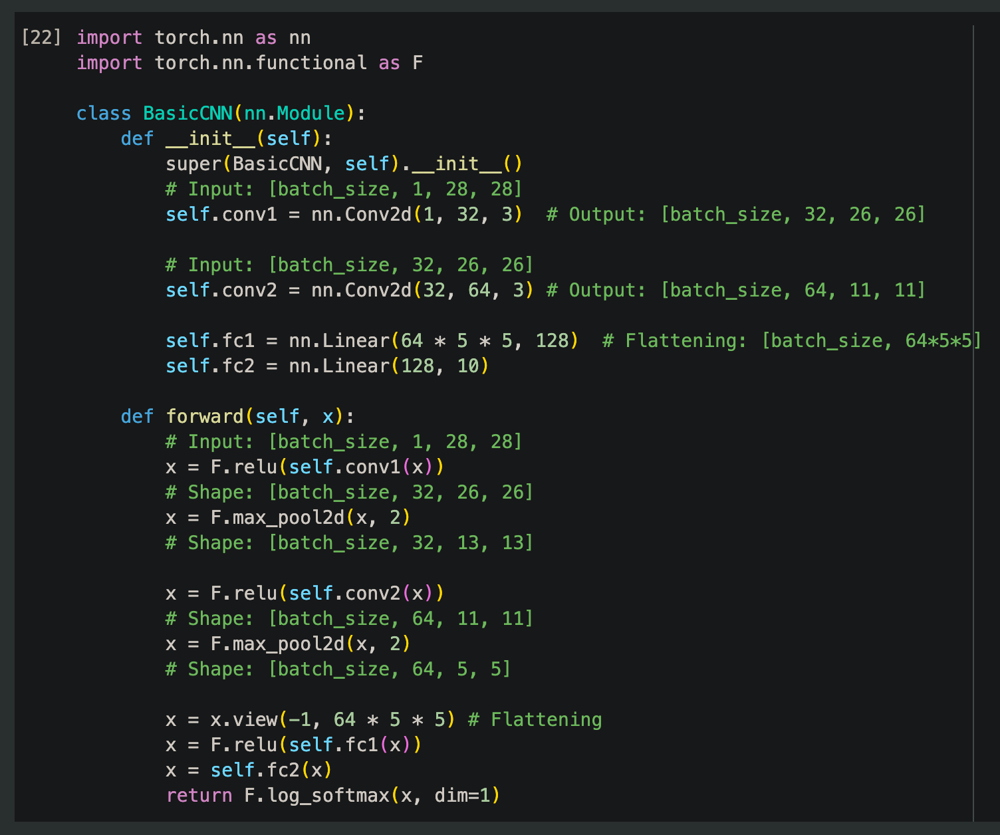 [22] import torch.nn as nn
import torch.nn.functional as F

class BasicCNN(nn.Module):
    def __init__(self):
        super(BasicCNN, self).__init__()
        # Input: [batch_size, 1, 28, 28]
        self.conv1 = nn.Conv2d(1, 32, 3)  # Output: [batch_size, 32, 26, 26]

        # Input: [batch_size, 32, 26, 26]
        self.conv2 = nn.Conv2d(32, 64, 3) # Output: [batch_size, 64, 11, 11]

        self.fc1 = nn.Linear(64 * 5 * 5, 128)  # Flattening: [batch_size, 64*5*5]
        self.fc2 = nn.Linear(128, 10)

    def forward(self, x):
        # Input: [batch_size, 1, 28, 28]
        x = F.relu(self.conv1(x))
        # Shape: [batch_size, 32, 26, 26]
        x = F.max_pool2d(x, 2)
        # Shape: [batch_size, 32, 13, 13]

        x = F.relu(self.conv2(x))
        # Shape: [batch_size, 64, 11, 11]
        x = F.max_pool2d(x, 2)
        # Shape: [batch_size, 64, 5, 5]

        x = x.view(-1, 64 * 5 * 5) # Flattening
        x = F.relu(self.fc1(x))
        x = self.fc2(x)
        return F.log_softmax(x, dim=1)